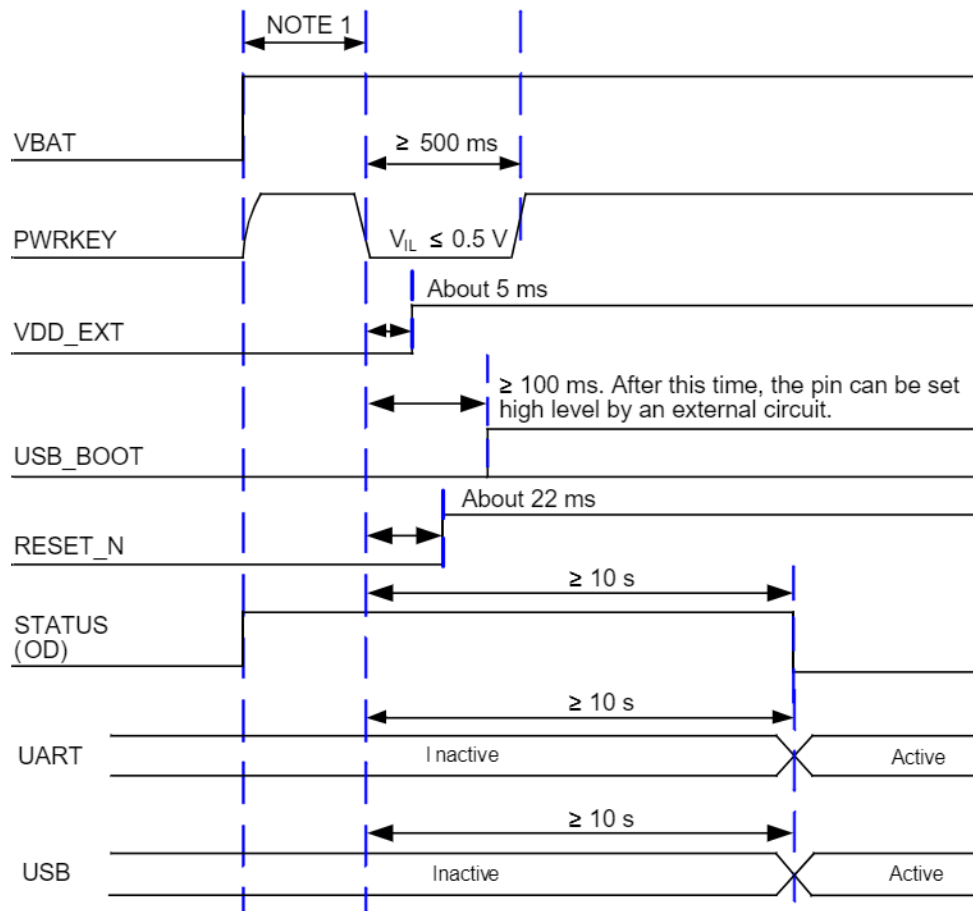 NOTE 1
VBAT
≥ 500 ms
PWRKEY
VIL ≤ 0.5 V
About 5 ms
VDD_EXT
≥ 100 ms. After this time, the pin can be set
high level by an external circuit.
USB_BOOT
About 22 ms
RESET_N
≥ 10 s
STATUS
(OD)
≥ 10 s
UART
Inactive
Active
≥ 10 s
USB
Inactive
Active